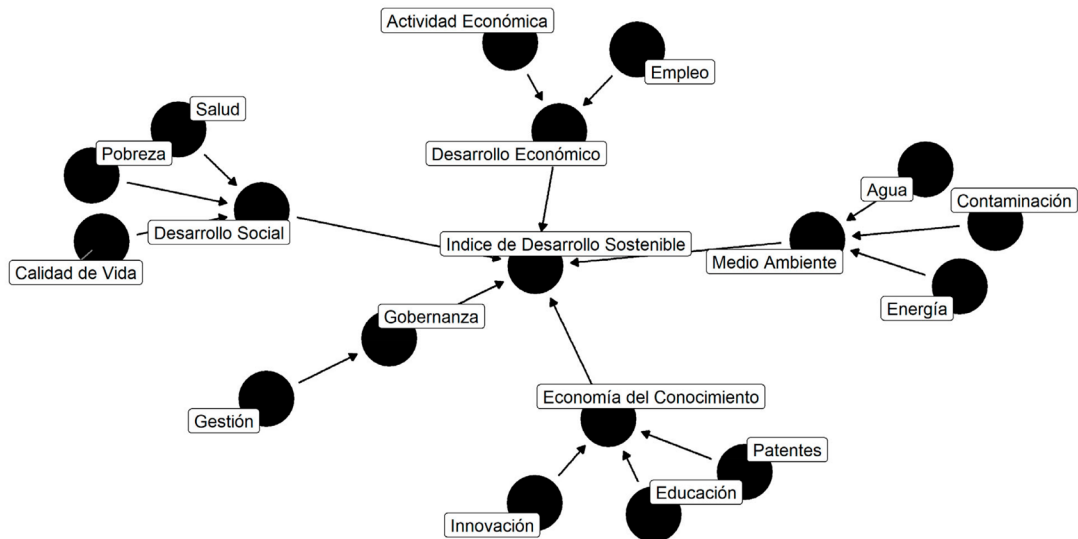 Actividad Económica
Empleo
Salud
Pobreza
Desarrollo Económico
Agua
Contaminación
Desarrollo Social
Indice de Desarrollo Sostenible
Medio Ambiente
Calidad de Vida
Energía
Gobernanza
Economía del Conocimiento
Gestión
Patentes
Educación
Innovación